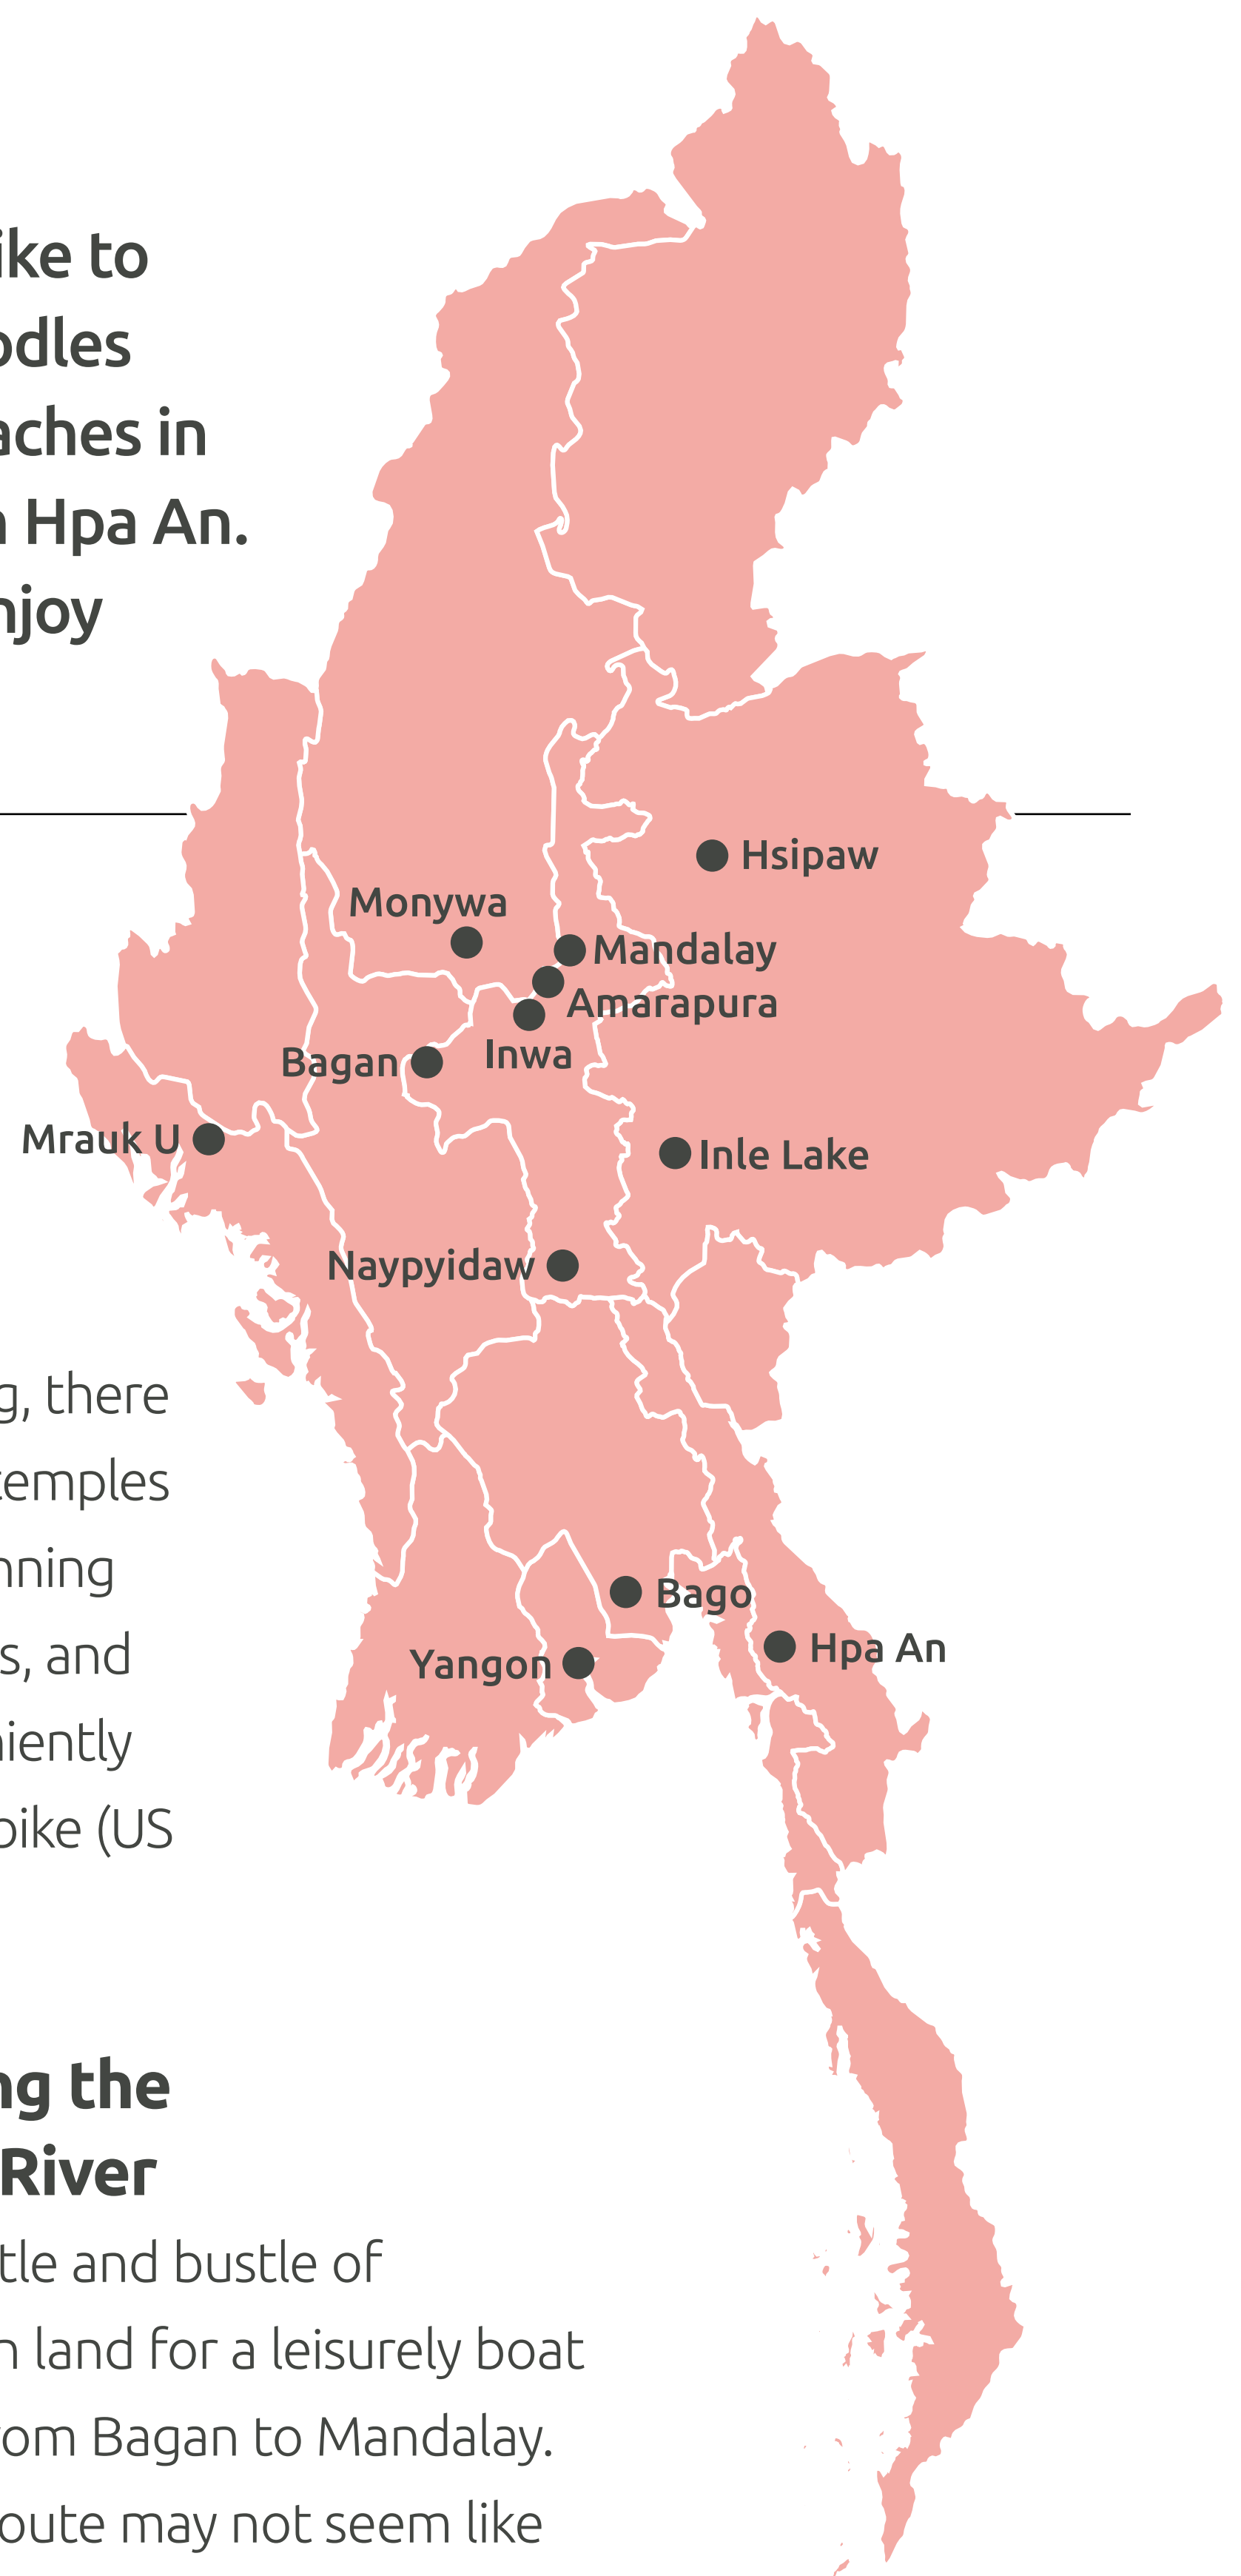 ike to
odles
aches in
n Hpa An.
njoy
Hsipaw
Monywa
Mandalay
Amarapura
Inwa
Bagan
Mrauk U
Inle Lake
Naypyidaw
g, there
temples
nning
s, and
niently
bike (US
Bago
Hpa An
Yangon
ng the
River
tle and bustle of
n land for a leisurely boat
rom Bagan to Mandalay.
oute may not seem like